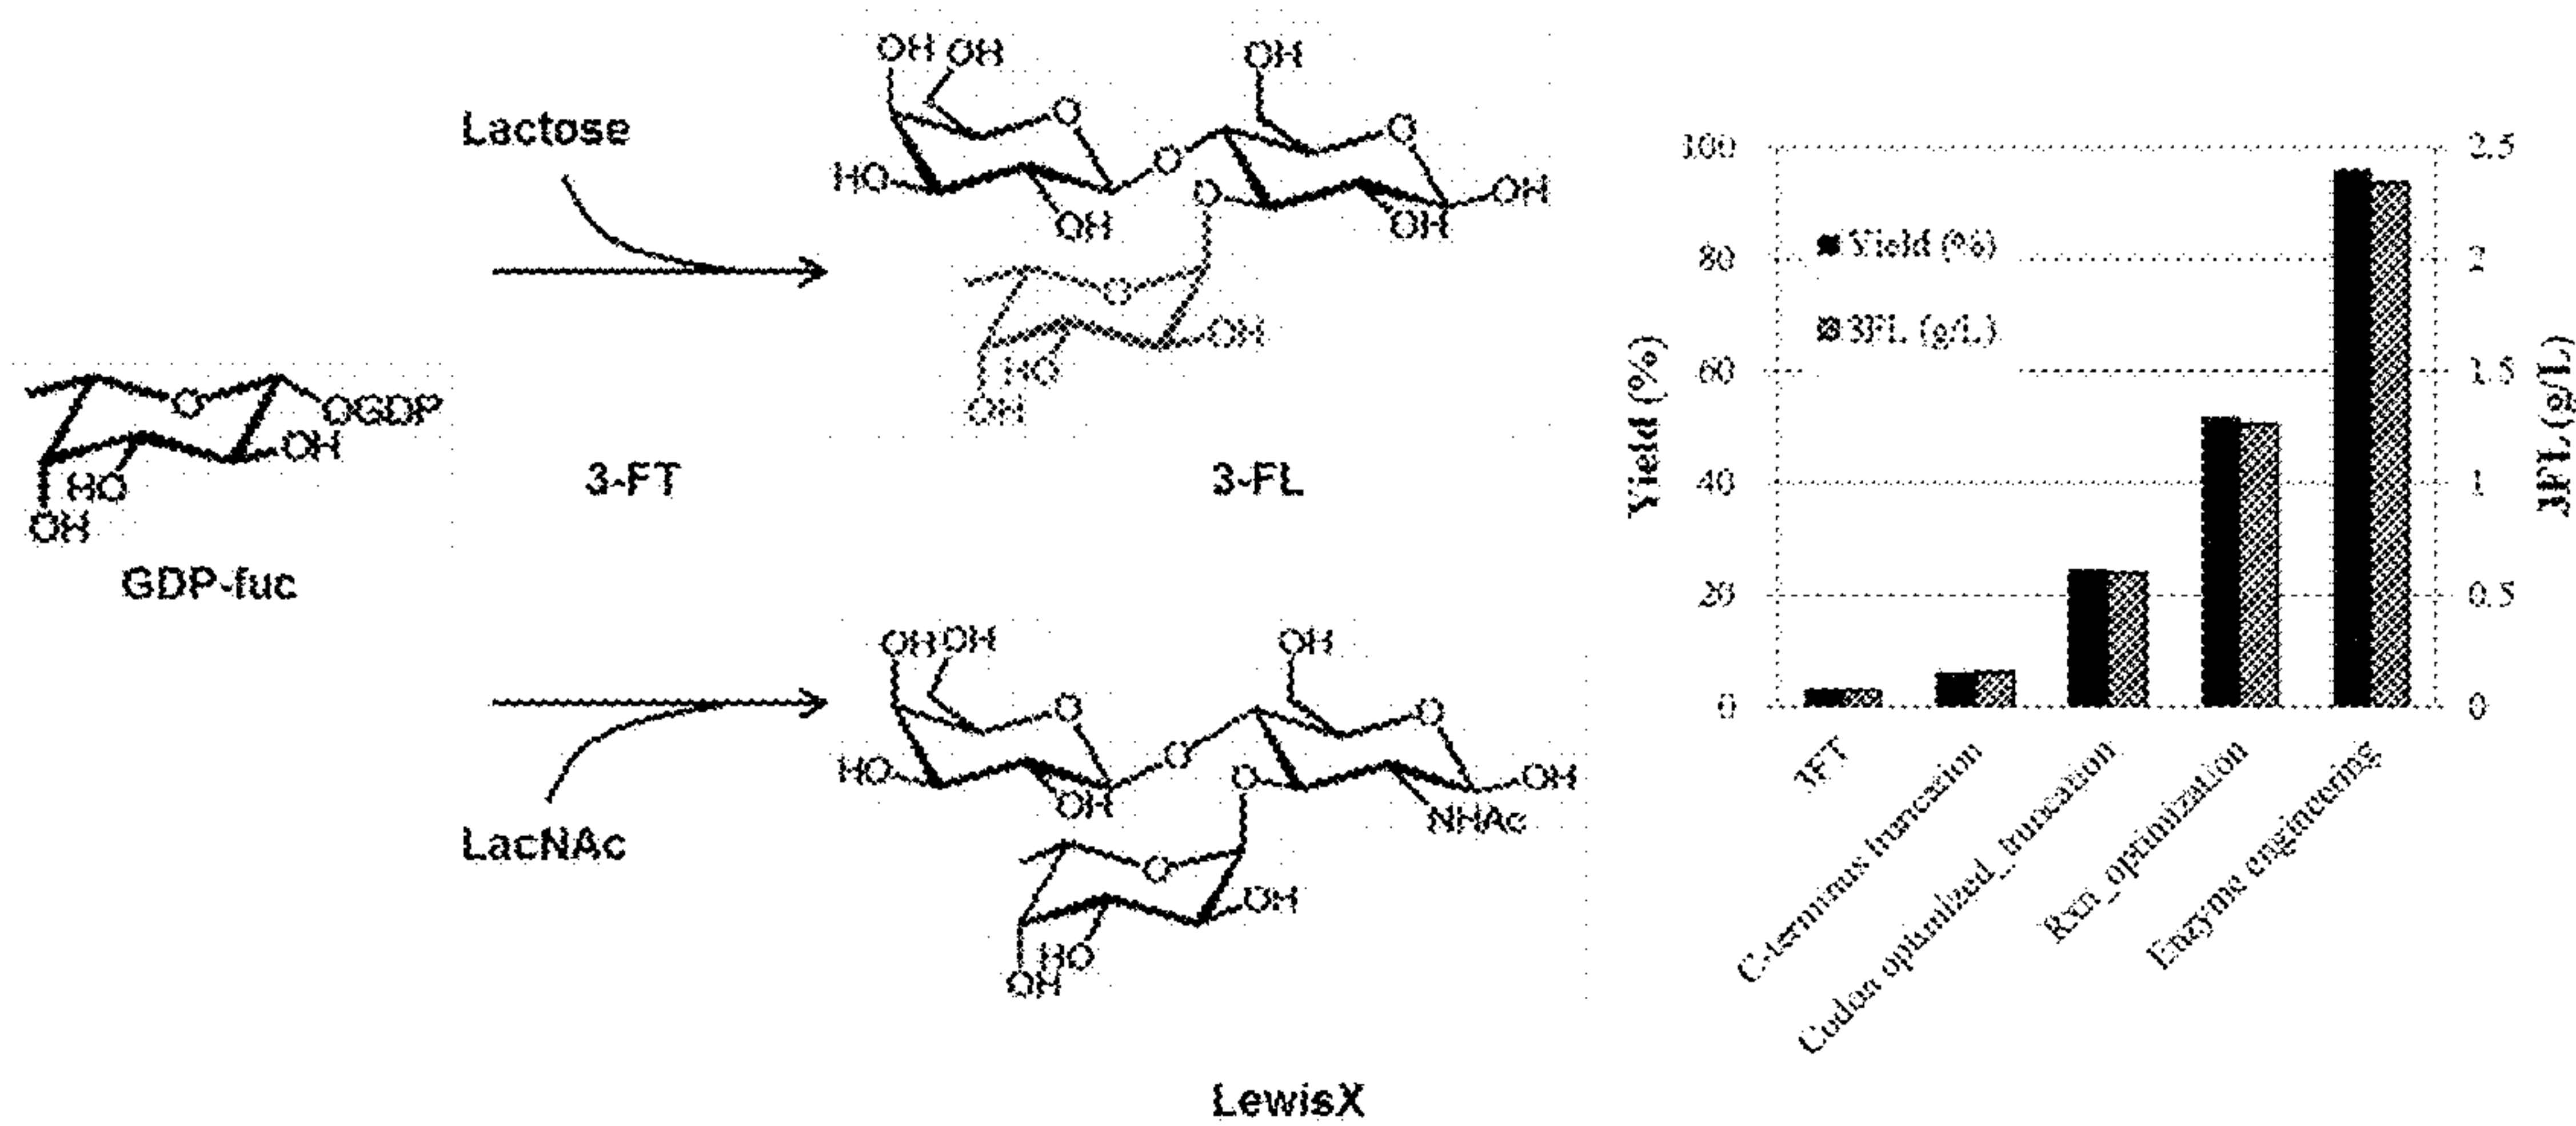 OH OH
OH
Lactose
O
O
O
HO
O
OH
OH
OH
O
OH
HO
OH
3-FT
3-FL
O
OGDP
OH
HO
OH
GDP-fuc
OH OH
OH
O
O
O
HO
O
OH
OH
NHAc
LacNAc
O
OH
HO
OH
LewisX
100
80
60
40
20
0
Yield (%)
Yield (%)
3FL (g/L)
2.5
2
1.5
1
0.5
0
3FL (g/L)
3FT
C-terminus truncation
Codon optimized_truncation
Rxn_optimization
Enzyme engineering